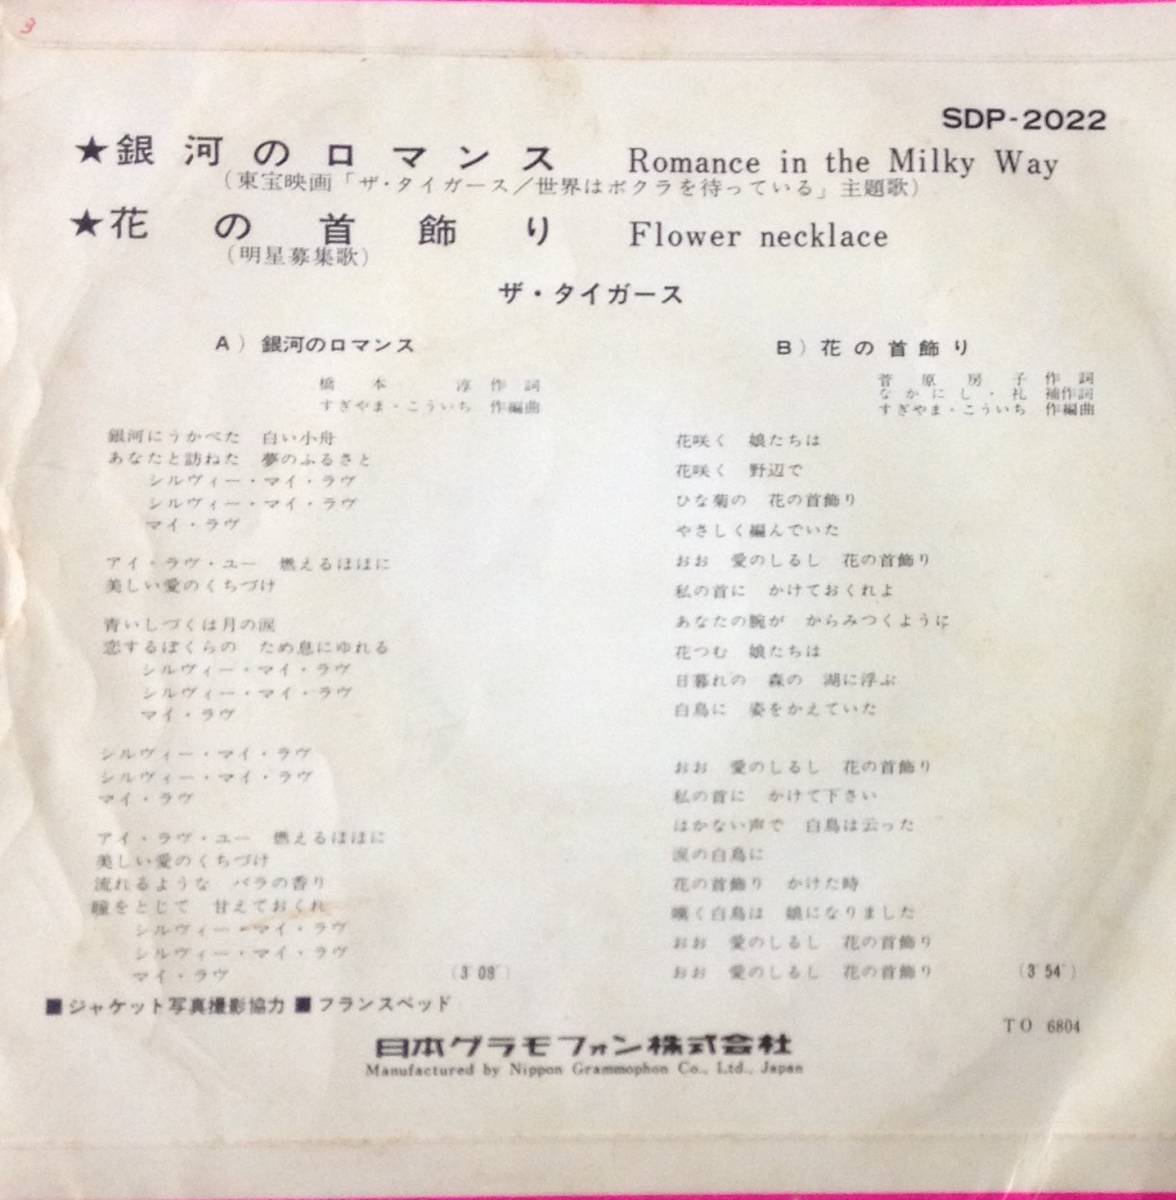 3
SDP-2022
★銀河のロマンス Romance in the Milky Way
（東宝映画「ザ・タイガース／世界はボクラを待っている」主題歌）
★花の首飾り Flower necklace
（明星募集歌）
ザ・タイガース
A）銀河のロマンス
橋本 淳 作詞
すぎやま・こういち 作編曲
銀河にうかべた 白い小舟
あなたと訪ねた 夢のふるさと
シルヴィー・マイ・ラヴ
シルヴィー・マイ・ラヴ
マイ・ラヴ
アイ・ラヴ・ユー 燃えるほほに
美しい愛のくちづけ
青いしづくは月の涙
恋するぼくらの ため息にゆれる
シルヴィー・マイ・ラヴ
シルヴィー・マイ・ラヴ
マイ・ラヴ
シルヴィー・マイ・ラヴ
シルヴィー・マイ・ラヴ
マイ・ラヴ
アイ・ラヴ・ユー 燃えるほほに
美しい愛のくちづけ
流れるような バラの香り
瞳をとじて 甘えておくれ
シルヴィー・マイ・ラヴ
シルヴィー・マイ・ラヴ
マイ・ラヴ （3′09″）
B）花の首飾り
菅原房子 作詞
なかにし・礼 補作詞
すぎやま・こういち 作編曲
花咲く 娘たちは
花咲く 野辺で
ひな菊の 花の首飾り
やさしく編んでいた
おお 愛のしるし 花の首飾り
私の首に かけておくれよ
あなたの腕が からみつくように
花つむ 娘たちは
日暮れの 森の 湖に浮ぶ
白鳥に 姿をかえていた
おお 愛のしるし 花の首飾り
私の首に かけて下さい
はかない声で 白鳥は云った
涙の白鳥に
花の首飾り かけた時
嘆く白鳥は 娘になりました
おお 愛のしるし 花の首飾り
おお 愛のしるし 花の首飾り （3′54″）
■ジャケット写真撮影協力■フランスベッド
TO 6804
日本グラモフォン株式会社
Manufactured by Nippon Grammophon Co., Ltd., Japan